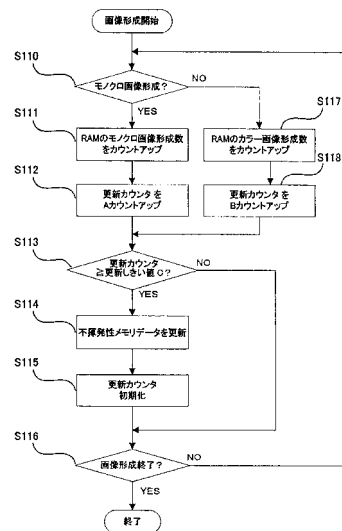 画像形成開始
S110
モノクロ画像形成?
NO
YES
S117
S111
RAMのモノクロ画像形成数
をカウントアップ
RAMのカラー画像形成数
をカウントアップ
S118
S112
更新カウンタ を
Aカウントアップ
更新カウンタ を
Bカウントアップ
S113
更新カウンタ
≧更新しきい値 C?
NO
YES
S114
不揮発性メモリデータを更新
S115
更新カウンタ
初期化
S116
画像形成終了?
NO
YES
終了